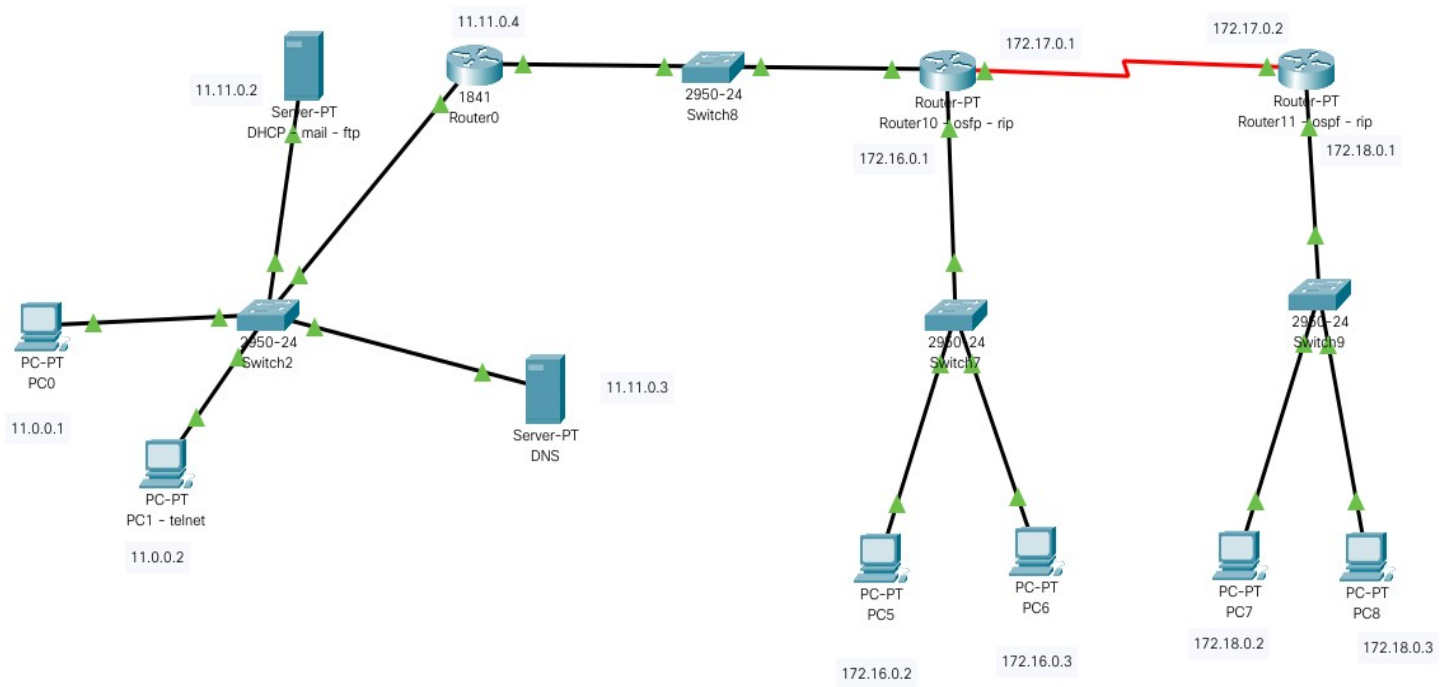 11.11.0.4
172.17.0.1
172.17.0.2
11.11.0.2
Server-PT
DHCP - mail - ftp
1841
Router0
2950-24
Switch8
Router-PT
Router10 - osfp - rip
Router-PT
Router11 - ospf - rip
172.16.0.1
172.18.0.1
2950-24
Switch2
2950-24
Switch7
2950-24
Switch9
PC-PT
PC0
11.0.0.1
11.11.0.3
Server-PT
DNS
PC-PT
PC1 - telnet
11.0.0.2
PC-PT
PC5
172.16.0.2
PC-PT
PC6
172.16.0.3
PC-PT
PC7
172.18.0.2
PC-PT
PC8
172.18.0.3